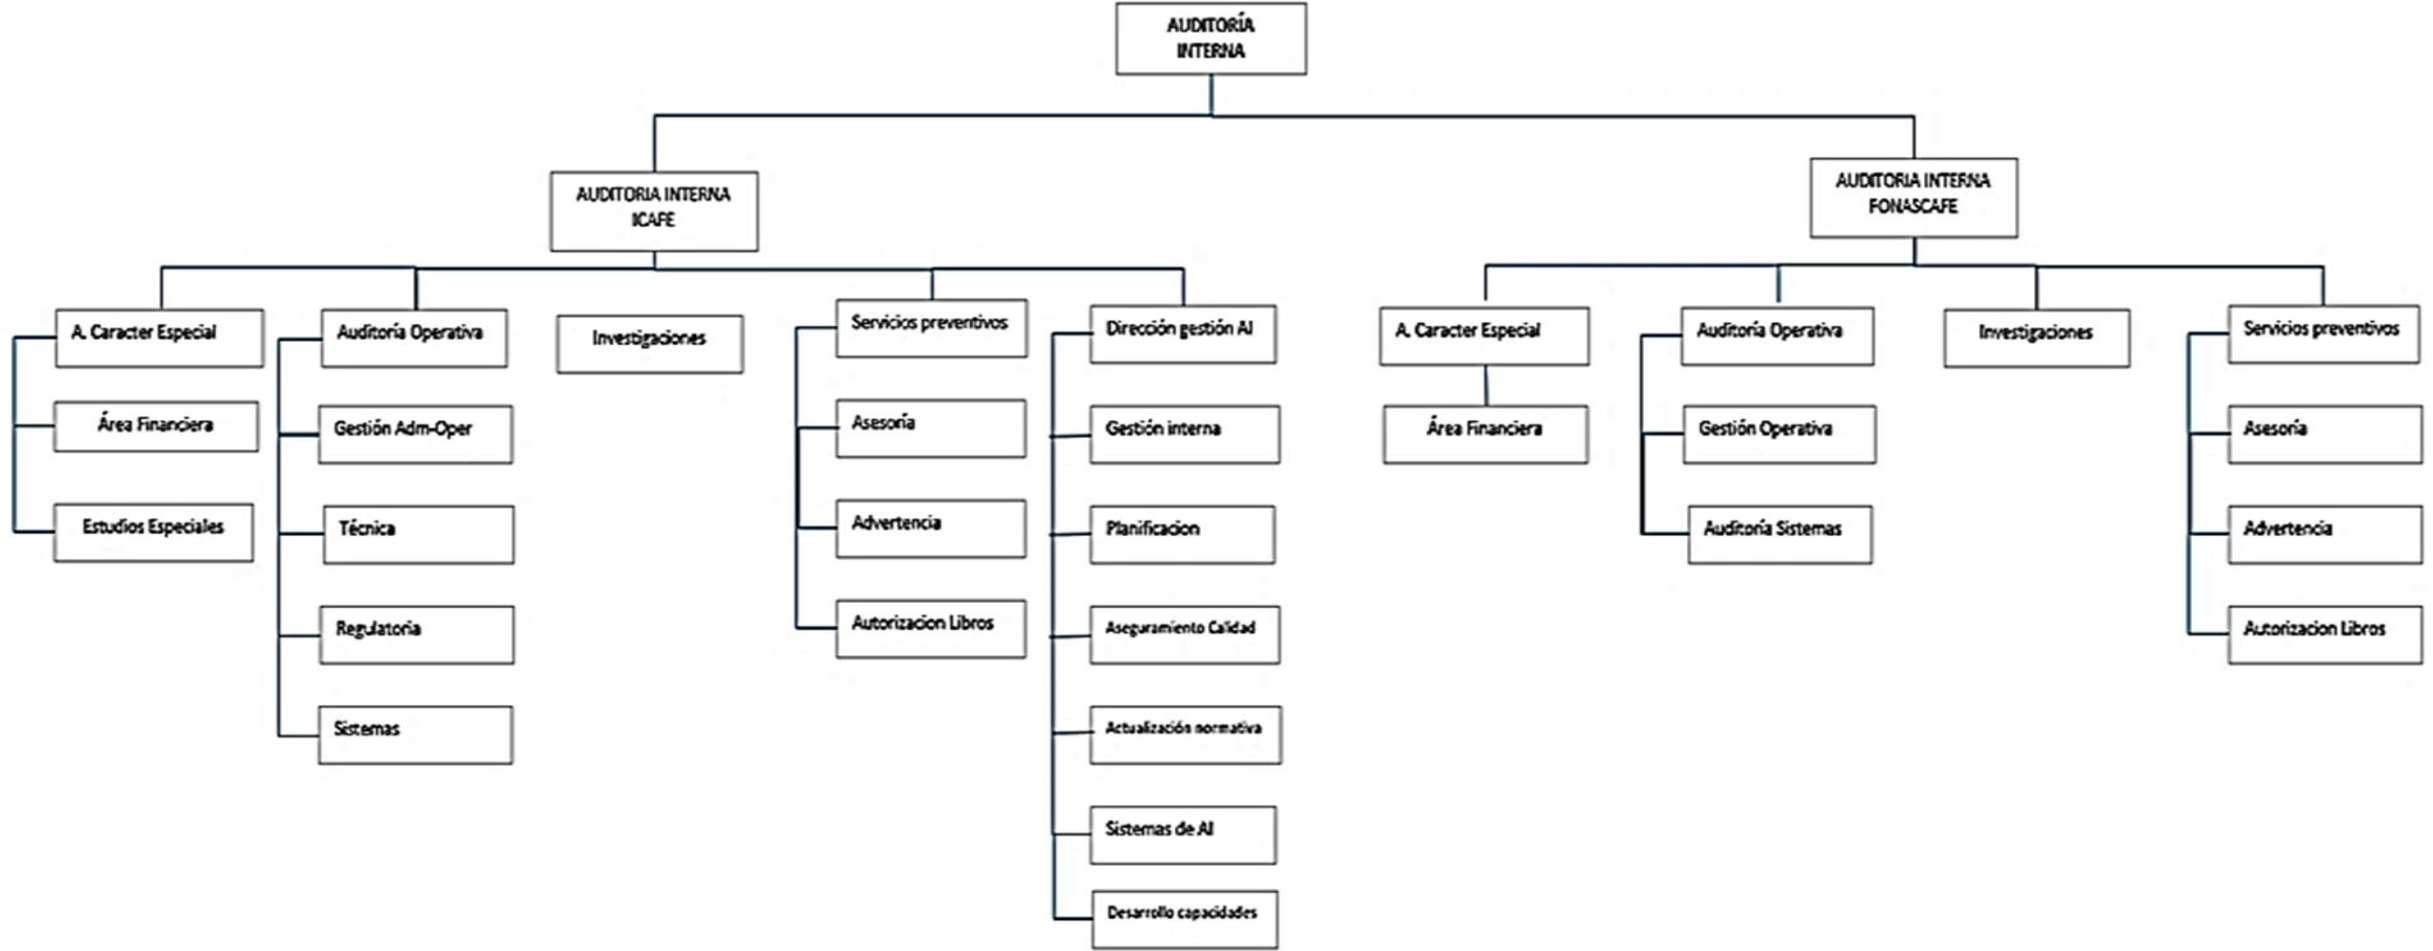 AUDITORÍA
INTERNA
AUDITORIA INTERNA
ICAFE
AUDITORIA INTERNA
FONASCAFE
A. Caracter Especial
Área Financiera
Estudios Especiales
Auditoría Operativa
Gestión Adm-Oper
Técnica
Regulatoria
Sistemas
Investigaciones
Servicios preventivos
Asesoría
Advertencia
Autorizacion Libros
Dirección gestión AI
Gestión interna
Planificacion
Aseguramiento Calidad
Actualización normativa
Sistemas de AI
Desarrollo capacidades
A. Caracter Especial
Área Financiera
Auditoría Operativa
Gestión Operativa
Auditoría Sistemas
Investigaciones
Servicios preventivos
Asesoría
Advertencia
Autorizacion Libros